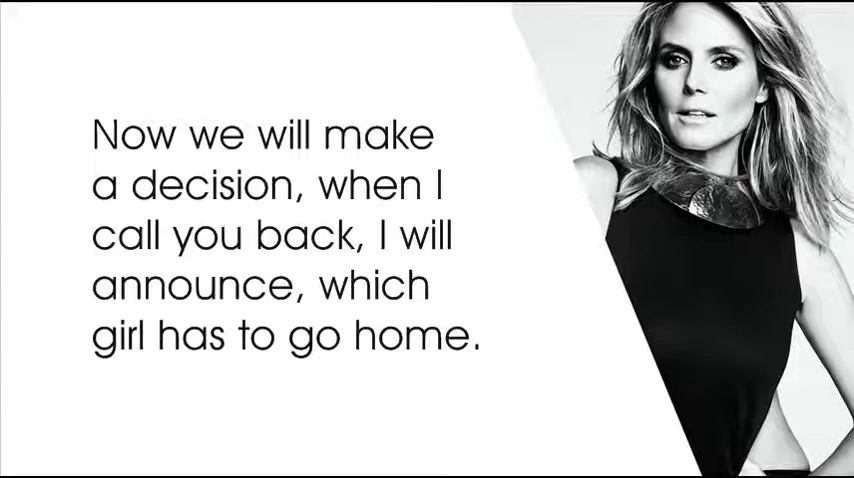 Now we will make
a decision, when I
call you back, I will
announce, which
girl has to go home.